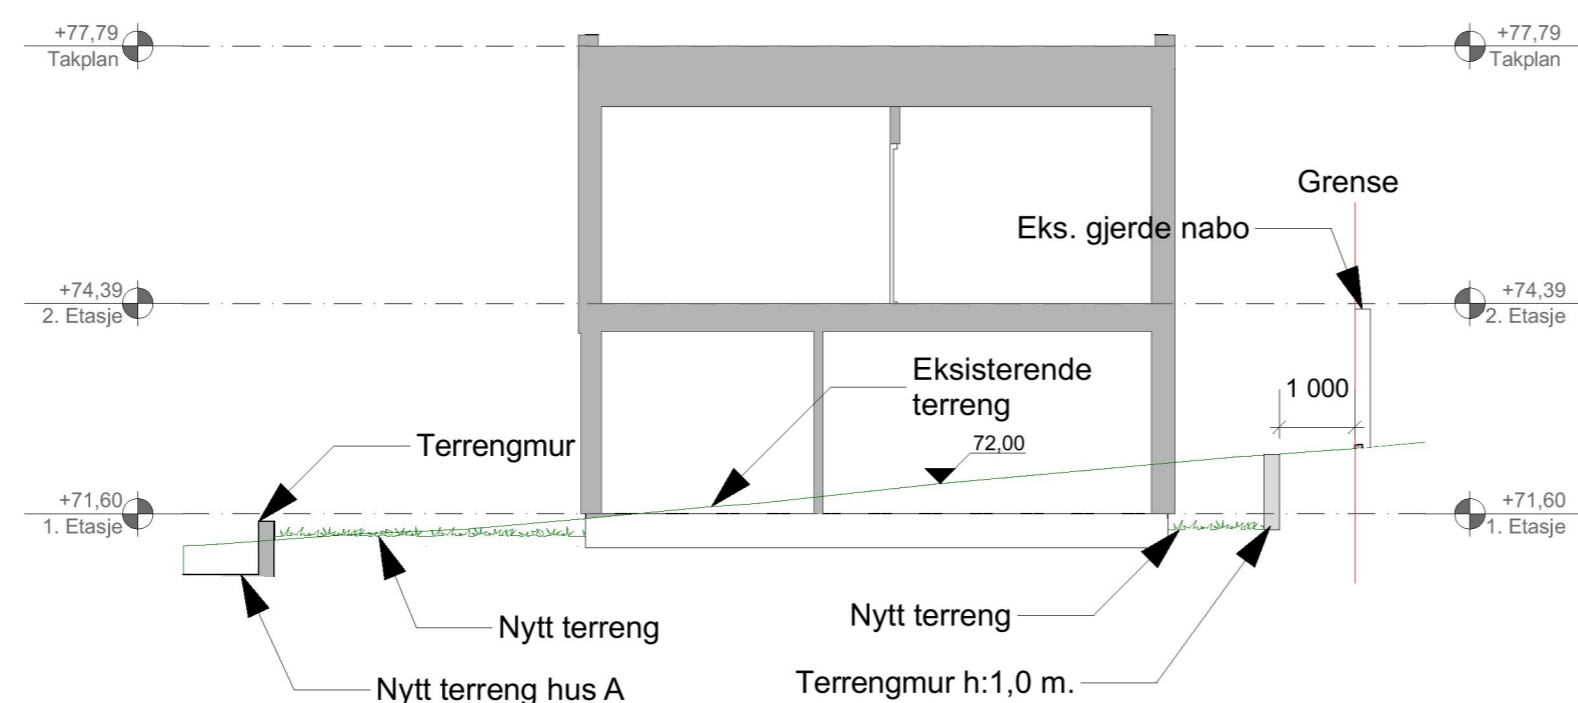 +77,79
Takplan
+77,79
Takplan
Grense
Eks. gjerde nabo
+74,39
2. Etasje
+74,39
2. Etasje
Eksisterende
terreng
1 000
Terrengmur
72,00
+71,60
1. Etasje
+71,60
1. Etasje
Nytt terreng
Nytt terreng
Nytt terreng hus A
Terrengmur h:1,0 m.